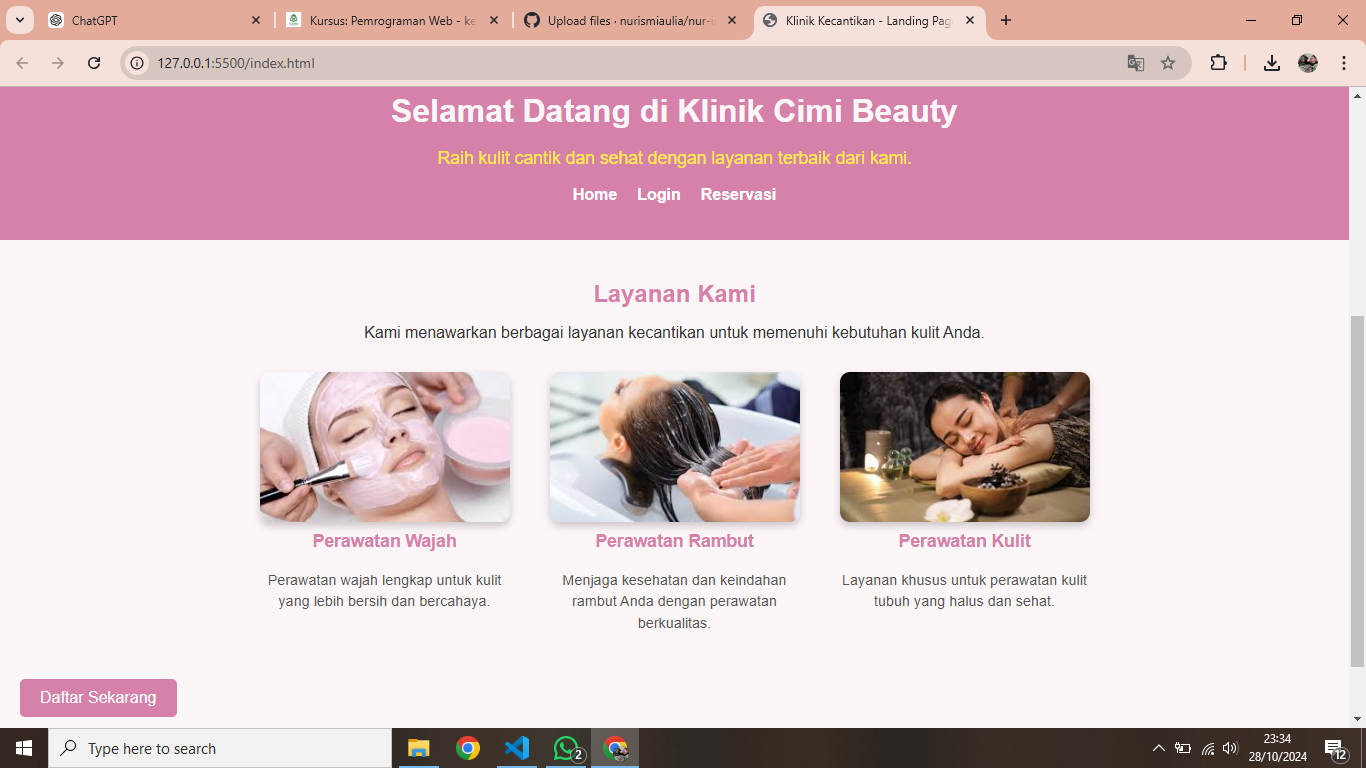 ChatGPT
Kursus: Pemrograman Web - ke
Upload files · nurismiaulia/nur-i
Klinik Kecantikan - Landing Pag
127.0.0.1:5500/index.html
Selamat Datang di Klinik Cimi Beauty
Raih kulit cantik dan sehat dengan layanan terbaik dari kami.
Home Login Reservasi
Layanan Kami
Kami menawarkan berbagai layanan kecantikan untuk memenuhi kebutuhan kulit Anda.
Perawatan Wajah
Perawatan wajah lengkap untuk kulit
yang lebih bersih dan bercahaya.
Perawatan Rambut
Menjaga kesehatan dan keindahan
rambut Anda dengan perawatan
berkualitas.
Perawatan Kulit
Layanan khusus untuk perawatan kulit
tubuh yang halus dan sehat.
Daftar Sekarang
Type here to search
2
23:34
28/10/2024
12